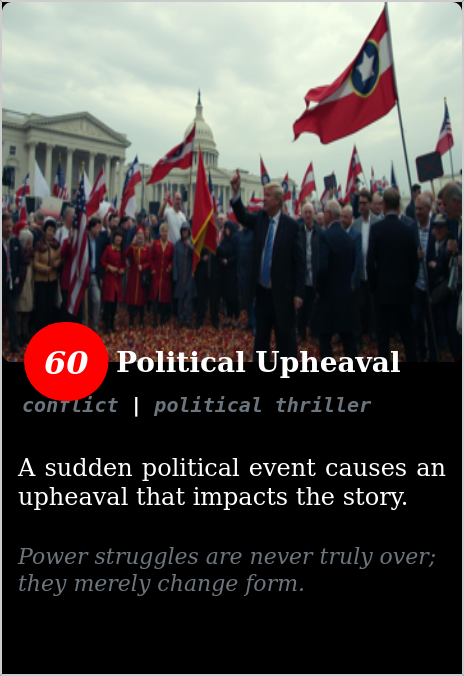 60 Political Upheaval
conflict | political thriller
A sudden political event causes an
upheaval that impacts the story.
Power struggles are never truly over;
they merely change form.